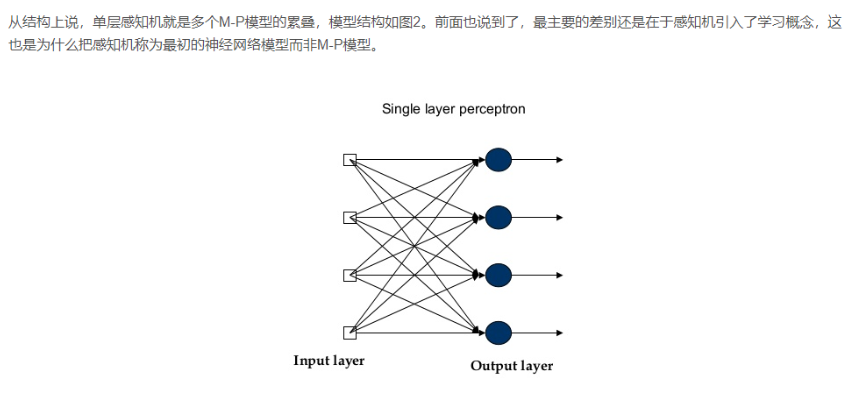 从结构上说，单层感知机就是多个M-P模型的累叠，模型结构如图2。前面也说到了，最主要的差别还是在于感知机引入了学习概念，这
也是为什么把感知机称为最初的神经网络模型而非M-P模型。
Single layer perceptron
Input layer
Output layer